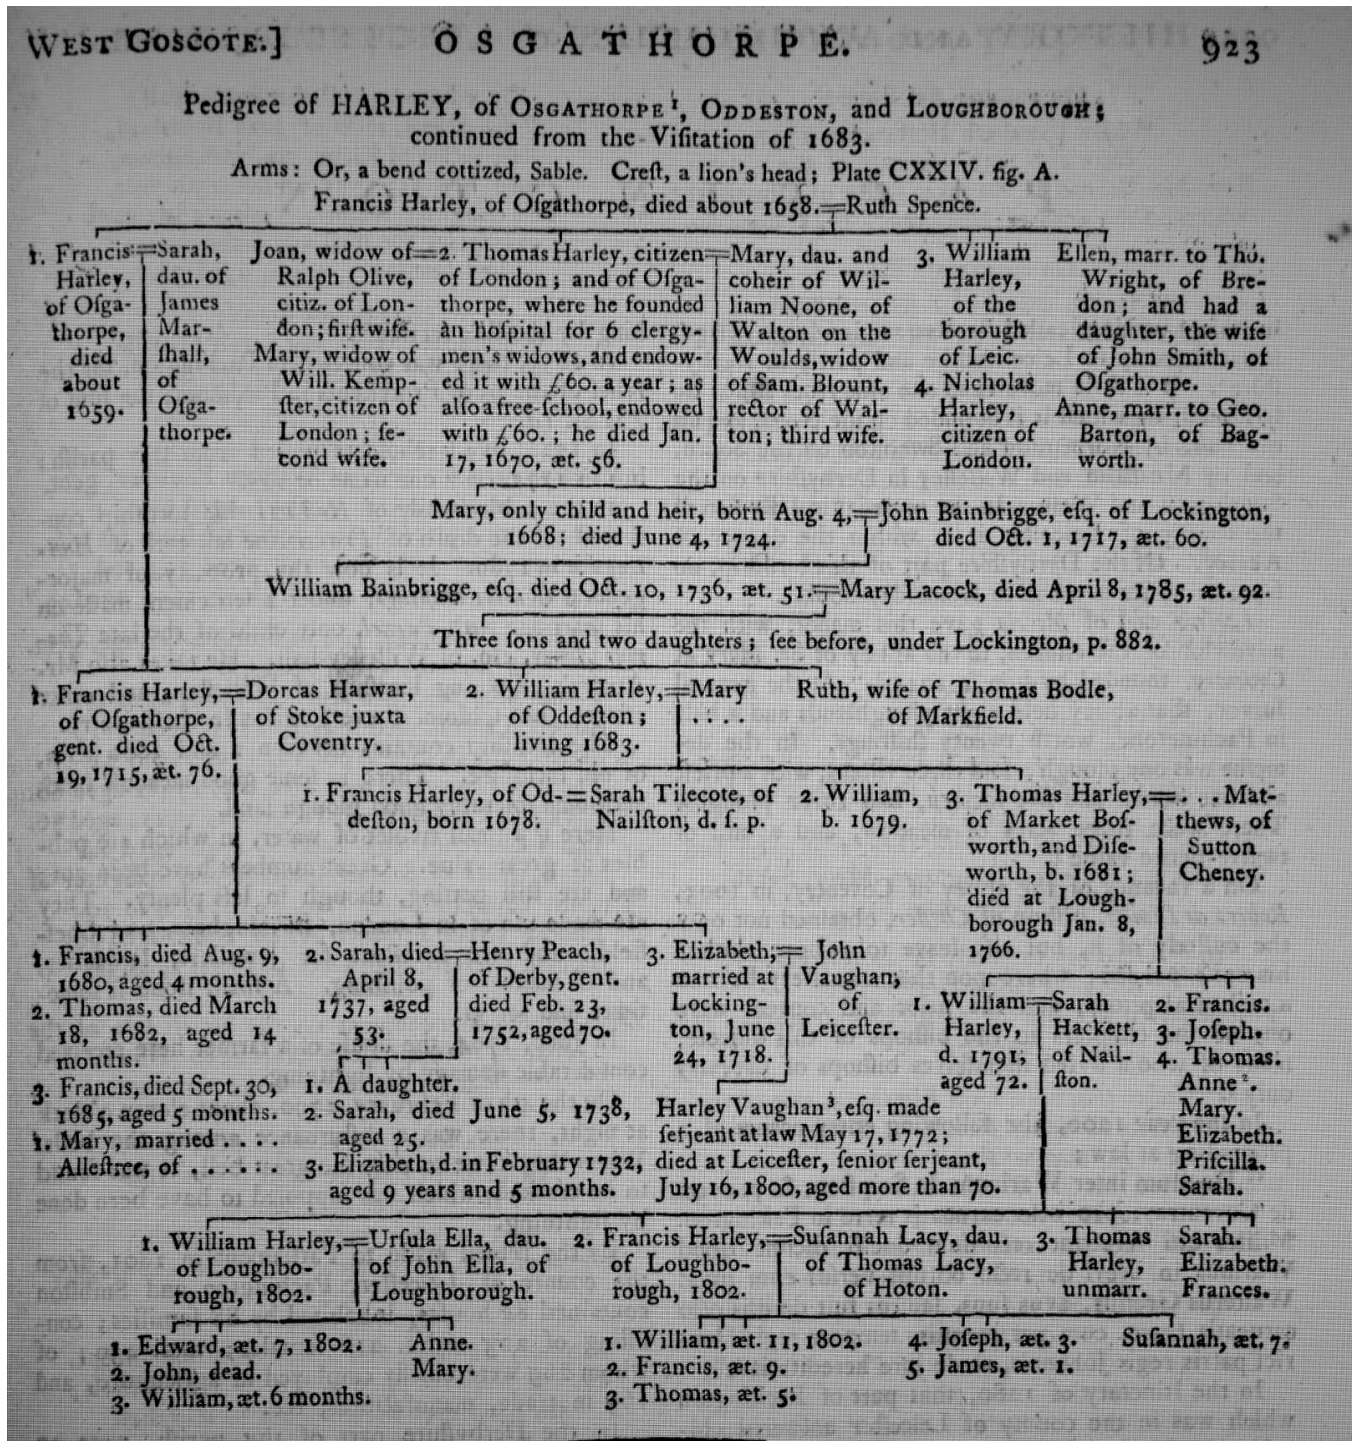 WEST GOSCOTE.] OSGATHORPE. 923
Pedigree of HARLEY, of OSGATHORPE¹, ODDESTON, and LOUGHBOROUGH;
continued from the Viſitation of 1683.
Arms: Or, a bend cottized, Sable. Creſt, a lion's head; Plate CXXIV. fig. A.
Francis Harley, of Oſgathorpe, died about 1658.=Ruth Spence.
1. Francis=
Harley,
of Oſga-
thorpe,
died
about
1659.
Sarah,
dau. of
James
Mar-
ſhall,
of
Oſga-
thorpe.
Joan, widow of=
Ralph Olive,
citiz. of Lon-
don; firſt wife.
Mary, widow of
Will. Kemp-
ſter, citizen of
London; ſe-
cond wife.
2. Thomas Harley, citizen=
of London; and of Oſga-
thorpe, where he founded
an hoſpital for 6 clergy-
men's widows, and endow-
ed it with £60. a year; as
alſo a free-ſchool, endowed
with £60.; he died Jan.
17, 1670, æt. 56.
Mary, dau. and
coheir of Wil-
liam Noone, of
Walton on the
Woulds, widow
of Sam. Blount,
rector of Wal-
ton; third wife.
3. William
Harley,
of the
borough
of Leic.
4. Nicholas
Harley,
citizen of
London.
Ellen, marr. to Tho.
Wright, of Bre-
don; and had a
daughter, the wife
of John Smith, of
Oſgathorpe.
Anne, marr. to Geo.
Barton, of Bag-
worth.
Mary, only child and heir, born Aug. 4,=
1668; died June 4, 1724.
John Bainbrigge, eſq. of Lockington,
died Oct. 1, 1717, æt. 60.
William Bainbrigge, eſq. died Oct. 10, 1736, æt. 51.=Mary Lacock, died April 8, 1785, æt. 92.
Three ſons and two daughters; ſee before, under Lockington, p. 882.
1. Francis Harley,=
of Oſgathorpe,
gent. died Oct.
19, 1715, æt. 76.
Dorcas Harwar,
of Stoke juxta
Coventry.
2. William Harley,=
of Oddeſton;
living 1683.
Mary
. . . .
Ruth, wife of Thomas Bodle,
of Markfield.
1. Francis Harley, of Od-=
deſton, born 1678.
Sarah Tilecote, of
Nailſton, d. ſ. p.
2. William,
b. 1679.
3. Thomas Harley,=
of Market Boſ-
worth, and Diſe-
worth, b. 1681;
died at Lough-
borough Jan. 8,
1766.
. . . Mat-
thews, of
Sutton
Cheney.
1. Francis, died Aug. 9,
1680, aged 4 months.
2. Thomas, died March
18, 1682, aged 14
months.
3. Francis, died Sept. 30,
1685, aged 5 months.
1. Mary, married . . . .
Alleſtree, of . . . . . .
2. Sarah, died=
April 8,
1737, aged
53.
Henry Peach,
of Derby, gent.
died Feb. 23,
1752, aged 70.
1. A daughter.
2. Sarah, died June 5, 1738,
aged 25.
3. Elizabeth, d. in February 1732,
aged 9 years and 5 months.
3. Elizabeth,=
married at
Locking-
ton, June
24, 1718.
John
Vaughan,
of
Leiceſter.
Harley Vaughan³, eſq. made
ſerjeant at law May 17, 1772;
died at Leiceſter, ſenior ſerjeant,
July 16, 1800, aged more than 70.
1. William=
Harley,
d. 1791,
aged 72.
Sarah
Hackett,
of Nail-
ſton.
2. Francis.
3. Joſeph.
4. Thomas.
Anne².
Mary.
Elizabeth.
Priſcilla.
Sarah.
1. William Harley,=
of Loughbo-
rough, 1802.
Urſula Ella, dau.
of John Ella, of
Loughborough.
2. Francis Harley,=
of Loughbo-
rough, 1802.
Suſannah Lacy, dau.
of Thomas Lacy,
of Hoton.
3. Thomas
Harley,
unmarr.
Sarah.
Elizabeth.
Frances.
1. Edward, æt. 7, 1802.
2. John, dead.
3. William, æt. 6 months.
Anne.
Mary.
1. William, æt. 11, 1802.
2. Francis, æt. 9.
3. Thomas, æt. 5.
4. Joſeph, æt. 3.
5. James, æt. 1.
Suſannah, æt. 7.